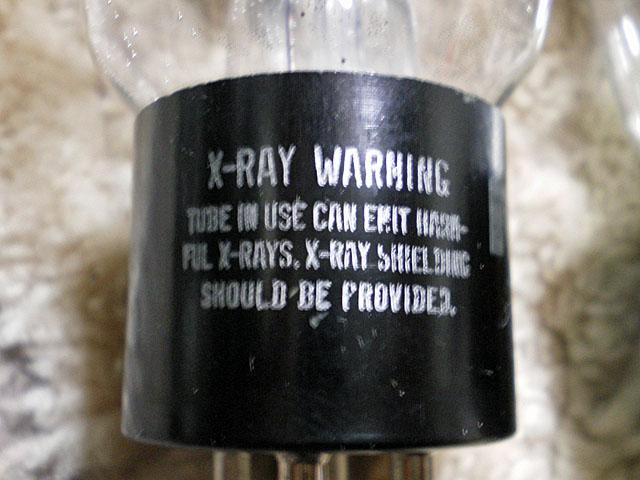 X-RAY WARNING
TUBE IN USE CAN EMIT HARM-
FUL X-RAYS. X-RAY SHIELDING
SHOULD BE PROVIDED.